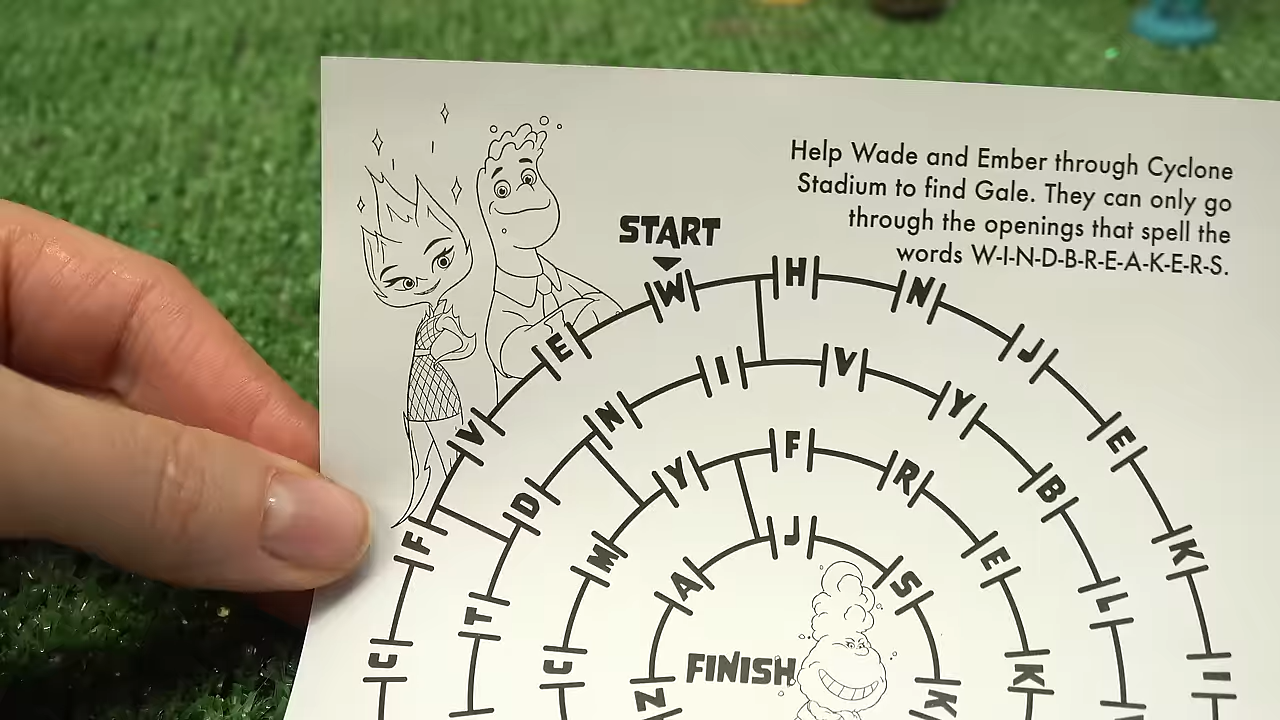 Help Wade and Ember through Cyclone
Stadium to find Gale. They can only go
through the openings that spell the
words W-I-N-D-B-R-E-A-K-E-R-S.
START
W
H
N
J
E
K
I
E
V
F
C
I
V
Y
B
L
N
D
T
F
R
E
K
Y
M
C
J
S
K
A
Z
FINISH